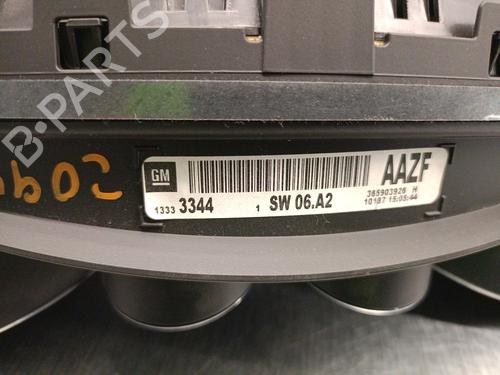 B-PARTS
GM
AAZF
365903926 H
1333 3344 1 SW 06.A2
10187 15:05:44